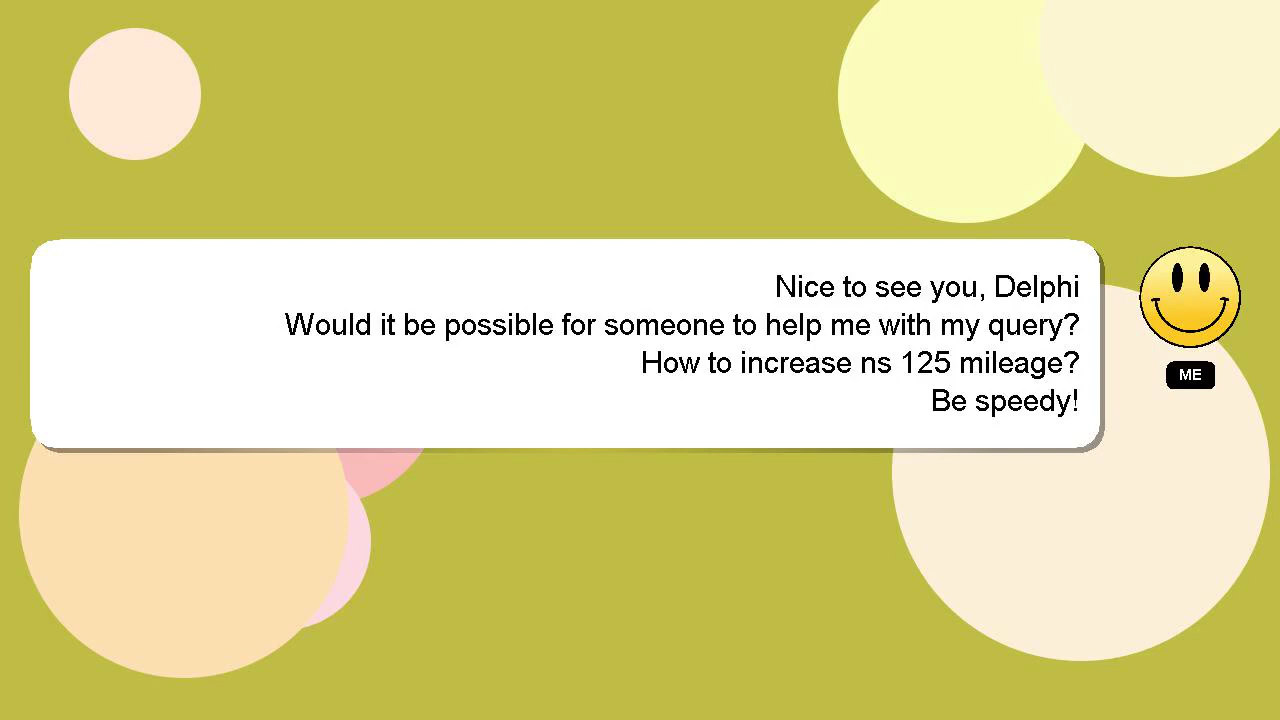 Nice to see you, Delphi
Would it be possible for someone to help me with my query?
How to increase ns 125 mileage?
Be speedy!
ME